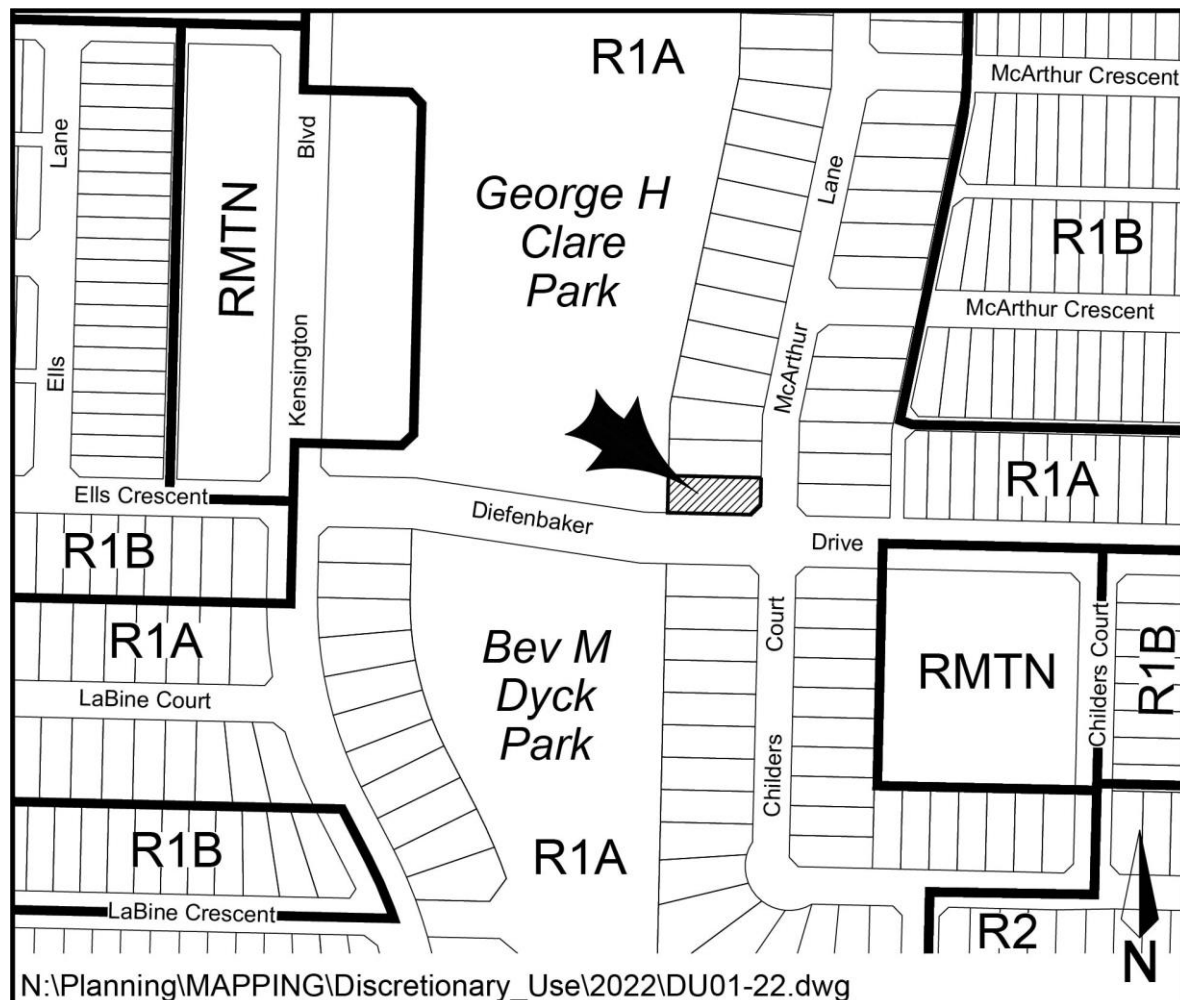 R1A
McArthur Crescent
Lane
Blvd
Lane
George H
Clare
Park
RMTN
R1B
McArthur Crescent
Kensington
Ells
McArthur
R1A
Ells Crescent
Diefenbaker
Drive
R1B
R1A
Court
Bev M
Dyck
Park
RMTN
Childers Court
R1B
LaBine Court
Childers
R1B
R1A
LaBine Crescent
R2
N
N:\Planning\MAPPING\Discretionary_Use\2022\DU01-22.dwg